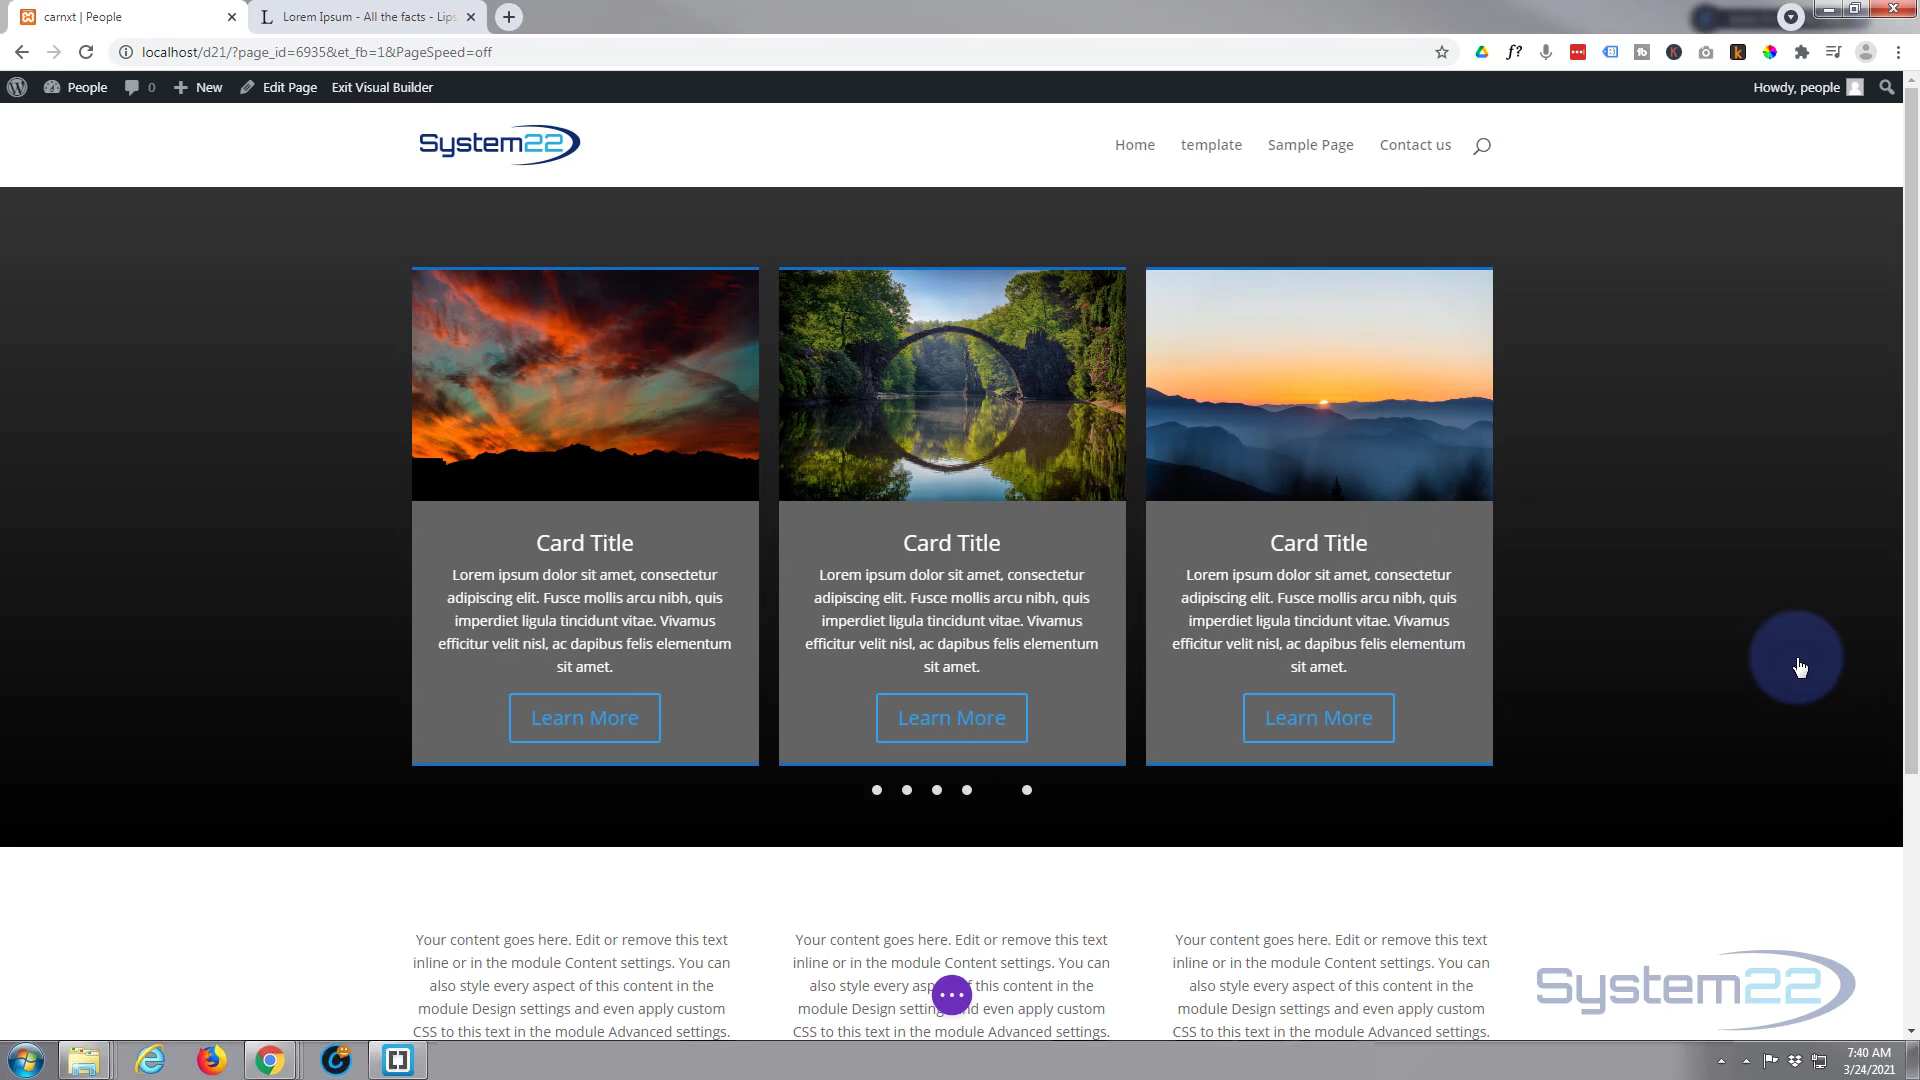 carnxt | People
Lorem Ipsum - All the facts - Lips
localhost/d21/?page_id=6935&et_fb=1&PageSpeed=off
People 0 New Edit Page Exit Visual Builder
Howdy, people
System22
Home template Sample Page Contact us
Card Title
Lorem ipsum dolor sit amet, consectetur
adipiscing elit. Fusce mollis arcu nibh, quis
imperdiet ligula tincidunt vitae. Vivamus
efficitur velit nisl, ac dapibus felis elementum
sit amet.
Learn More
Card Title
Lorem ipsum dolor sit amet, consectetur
adipiscing elit. Fusce mollis arcu nibh, quis
imperdiet ligula tincidunt vitae. Vivamus
efficitur velit nisl, ac dapibus felis elementum
sit amet.
Learn More
Card Title
Lorem ipsum dolor sit amet, consectetur
adipiscing elit. Fusce mollis arcu nibh, quis
imperdiet ligula tincidunt vitae. Vivamus
efficitur velit nisl, ac dapibus felis elementum
sit amet.
Learn More
Your content goes here. Edit or remove this text
inline or in the module Content settings. You can
also style every aspect of this content in the
module Design settings and even apply custom
CSS to this text in the module Advanced settings.
Your content goes here. Edit or remove this text
inline or in the module Content settings. You can
also style every this content in the
module Design even apply custom
CSS to this text in the module Advanced settings.
Your content goes here. Edit or remove this text
inline or in the module Content settings. You can
also style every aspect of this content in the
module Design settings and even apply custom
CSS to this text in the module Advanced settings.
System22
7:40 AM
3/24/2021